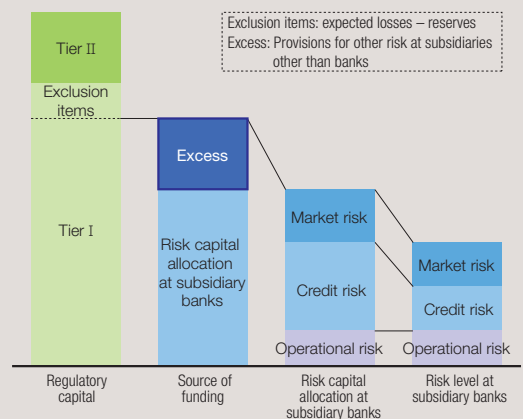 Exclusion items: expected losses – reserves
Excess: Provisions for other risk at subsidiaries
other than banks
Tier II
Exclusion
items
Tier I
Excess
Risk capital
allocation
at subsidiary
banks
Market risk
Credit risk
Operational risk
Market risk
Credit risk
Operational risk
Regulatory
capital
Source of
funding
Risk capital
allocation at
subsidiary banks
Risk level at
subsidiary banks